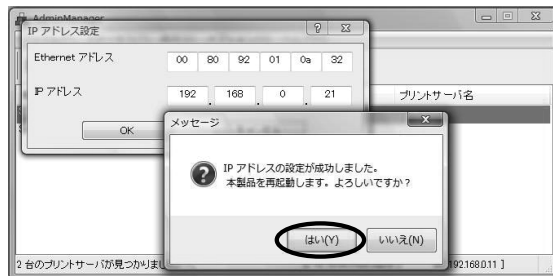 AdminManager
IP アドレス設定
Ethernet アドレス 00 80 92 01 0a 32
IP アドレス 192 . 168 . 0 . 21
プリントサーバ名
OK
メッセージ
IP アドレスの設定が成功しました。
本製品を再起動します。よろしいですか?
はい(Y) いいえ(N)
2 台のプリントサーバが見つかりまし
192.168.0.11 ]